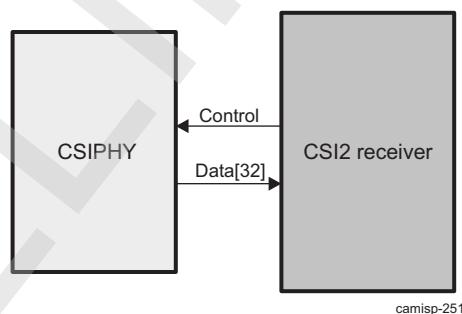 Control
CSIPHY
CSI2 receiver
Data[32]
camisp-251